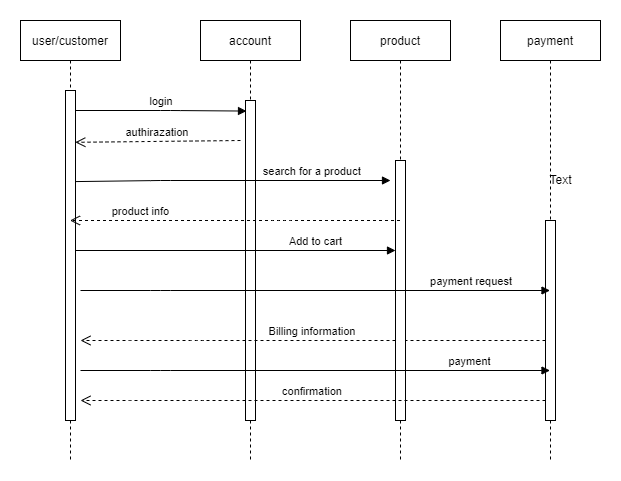 user/customer
account
product
payment
login
authirazation
search for a product
Text
product info
Add to cart
payment request
Billing information
payment
confirmation